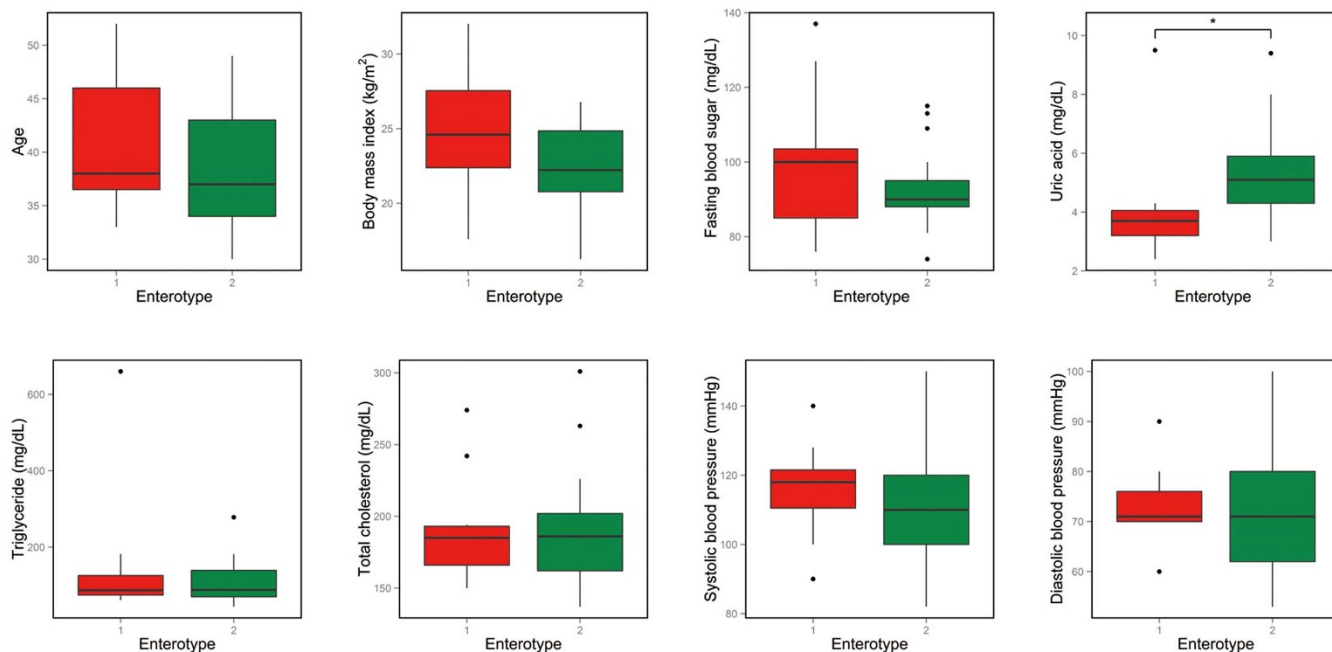 Age
50
45
40
35
30
1 2
Enterotype
Body mass index (kg/m²)
30
25
20
1 2
Enterotype
Fasting blood sugar (mg/dL)
140
120
100
80
1 2
Enterotype
Uric acid (mg/dL)
10
8
6
4
2
*
1 2
Enterotype
Triglyceride (mg/dL)
600
400
200
1 2
Enterotype
Total cholesterol (mg/dL)
300
250
200
150
1 2
Enterotype
Systolic blood pressure (mmHg)
140
120
100
80
1 2
Enterotype
Diastolic blood pressure (mmHg)
100
90
80
70
60
1 2
Enterotype